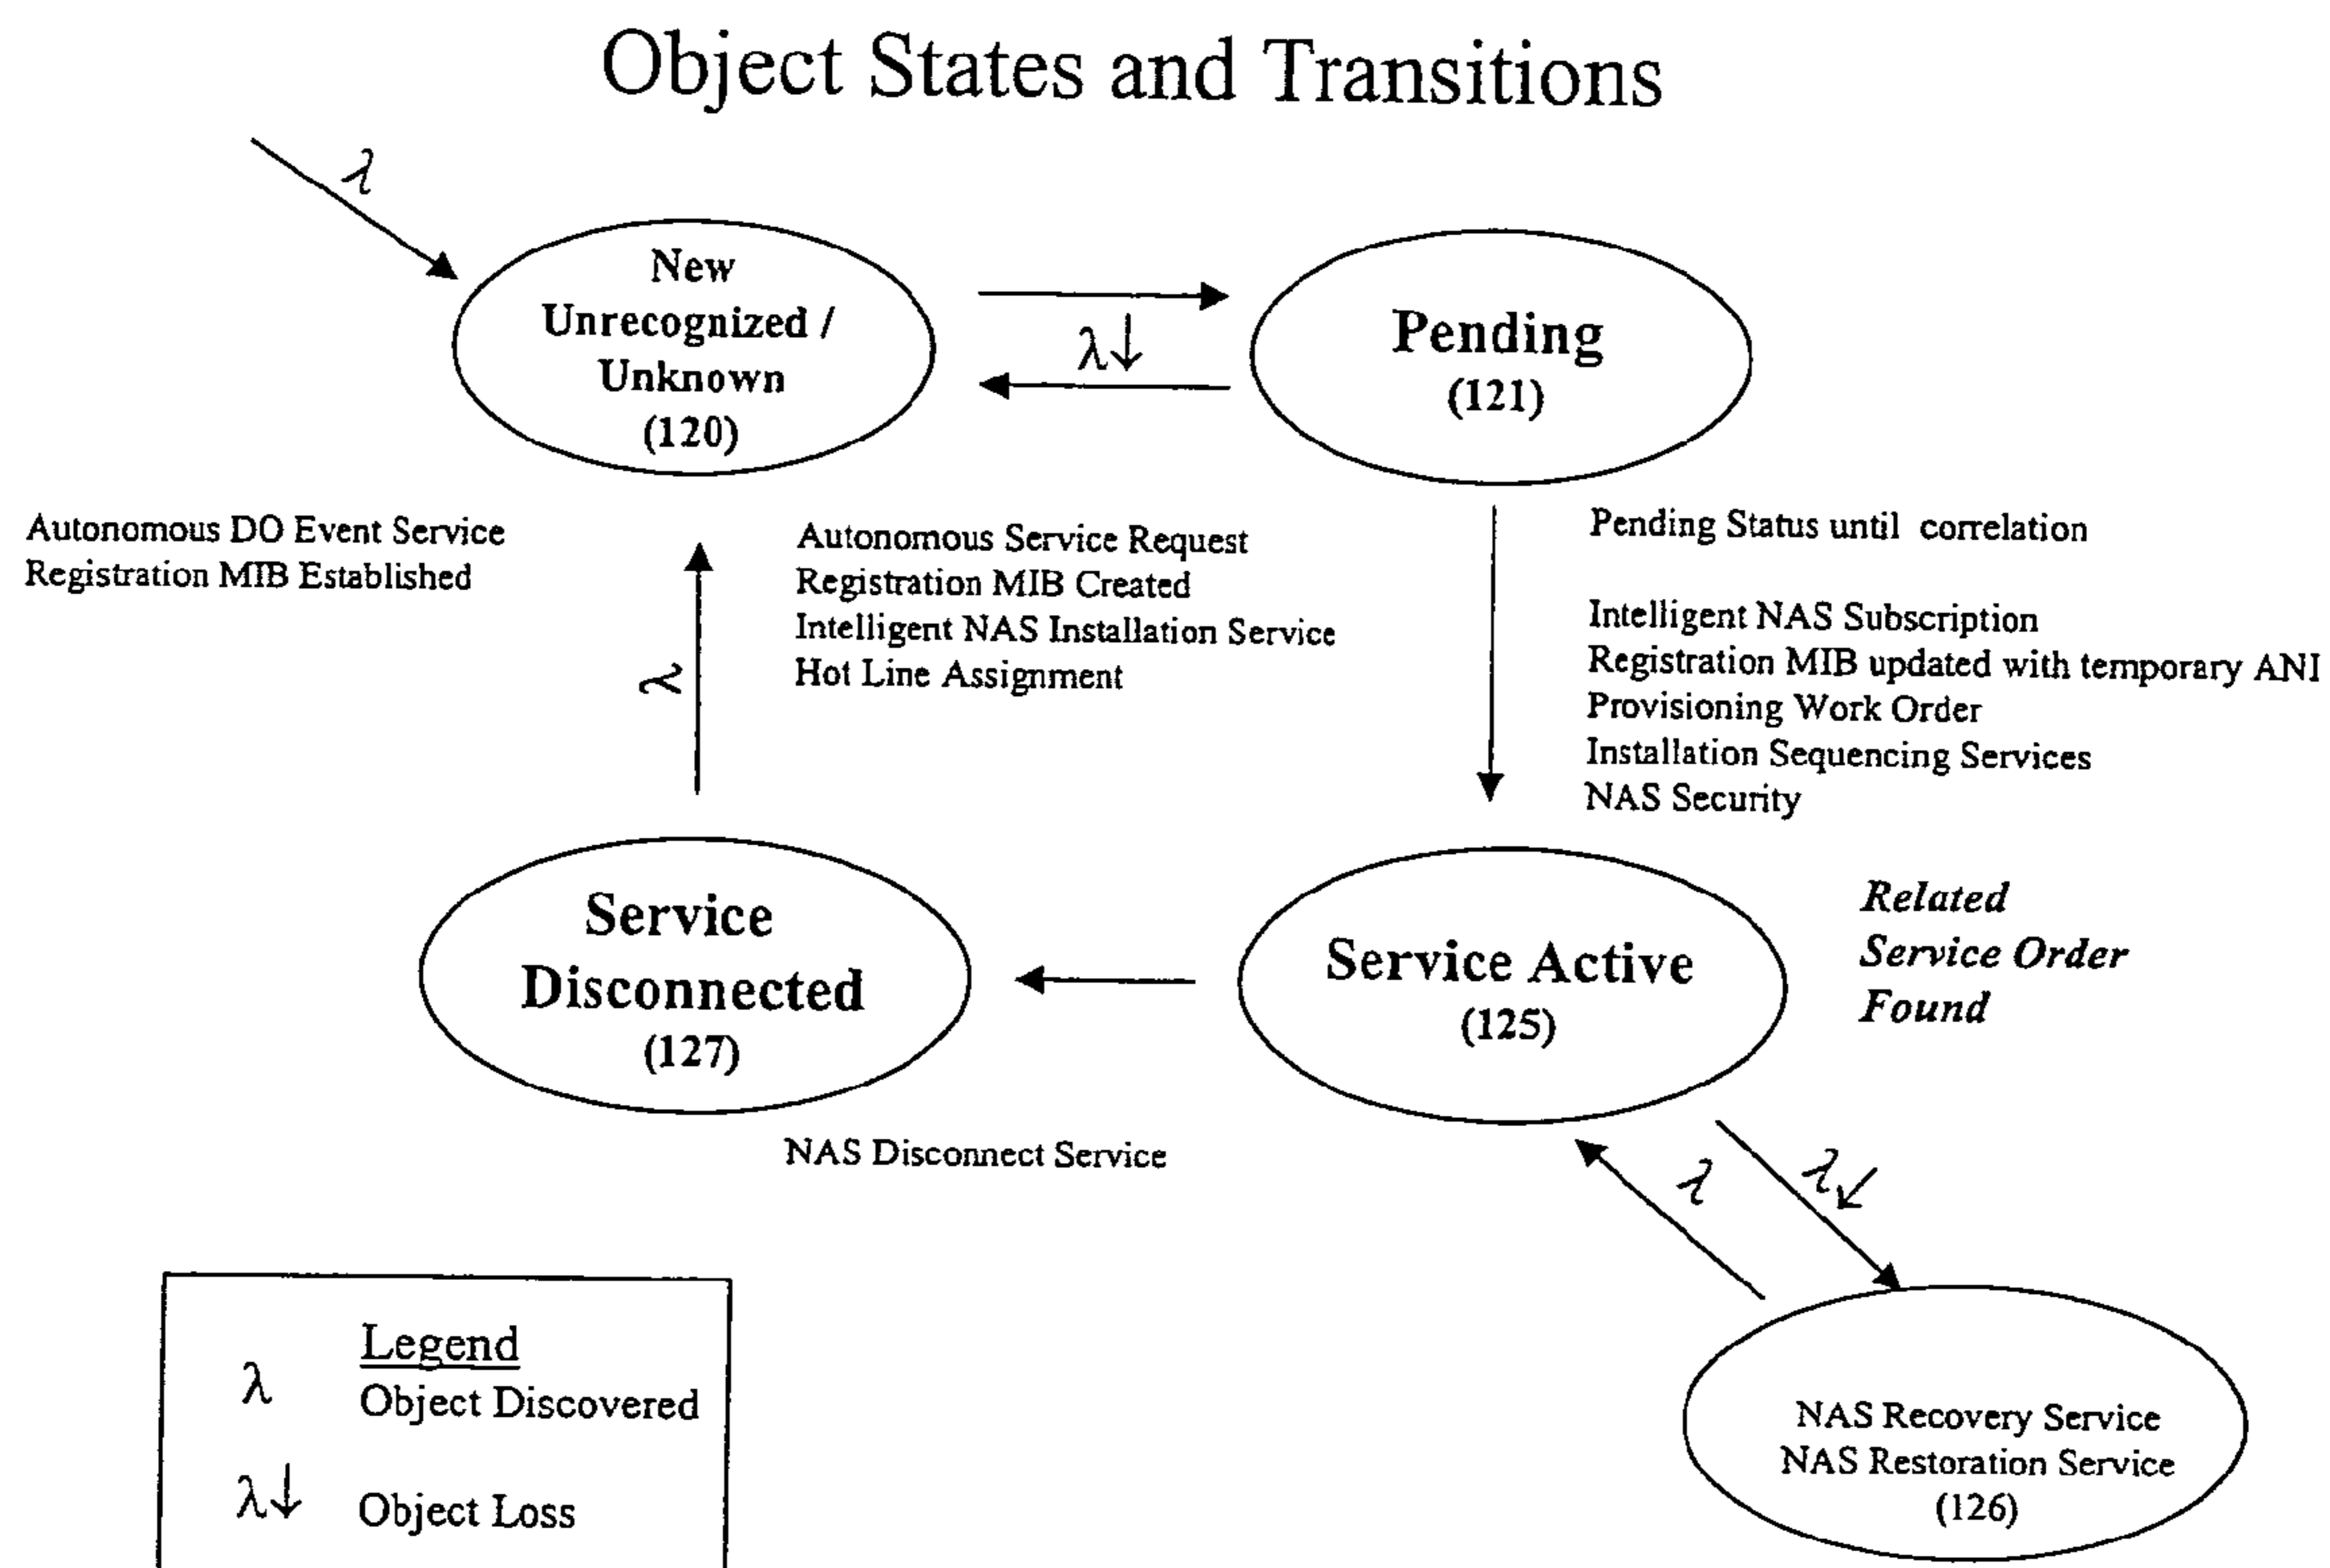 Object States and Transitions
λ
New
Unrecognized /
Unknown
(120)
λ↓
Pending
(121)
Autonomous DO Event Service
Registration MIB Established
λ
Autonomous Service Request
Registration MIB Created
Intelligent NAS Installation Service
Hot Line Assignment
Pending Status until correlation
Intelligent NAS Subscription
Registration MIB updated with temporary ANI
Provisioning Work Order
Installation Sequencing Services
NAS Security
Service
Disconnected
(127)
Service Active
(125)
Related
Service Order
Found
NAS Disconnect Service
λ
λ↓
Legend
λ Object Discovered
λ↓ Object Loss
NAS Recovery Service
NAS Restoration Service
(126)